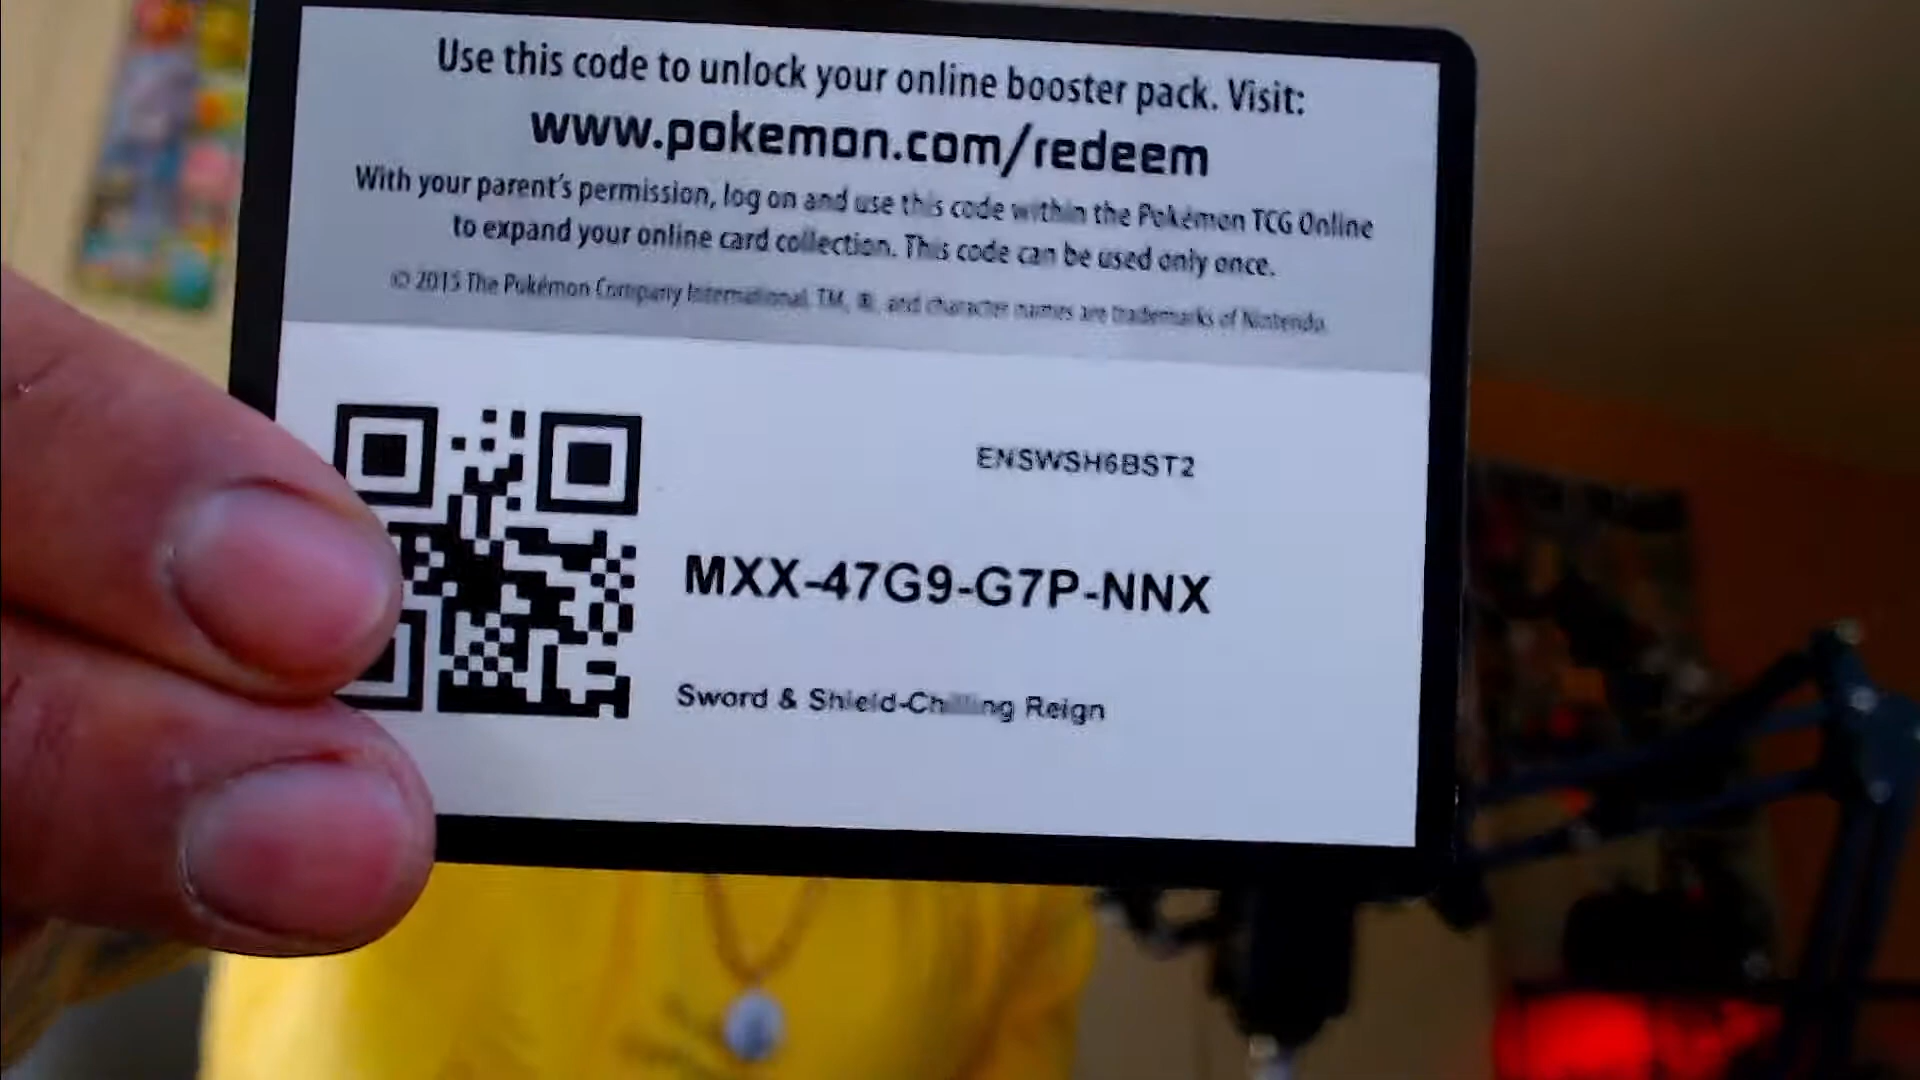 Use this code to unlock your online booster pack. Visit:
www.pokemon.com/redeem
With your parent's permission, log on and use this code within the Pokémon TCG Online
to expand your online card collection. This code can be used only once.
© 2015 The Pokémon Company International. TM, ®, and character names are trademarks of Nintendo.
ENSWSH6BST2
MXX-47G9-G7P-NNX
Sword & Shield-Chilling Reign